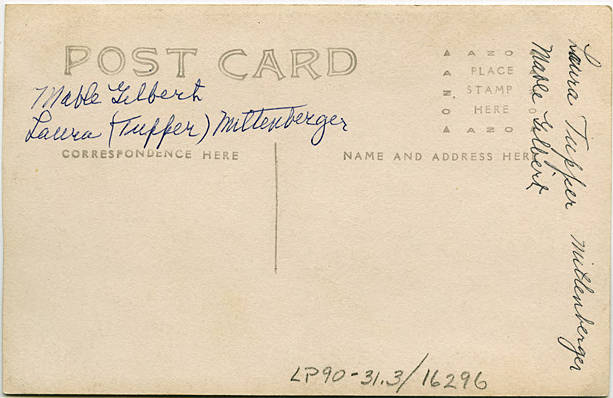 POST CARD
Mable Gilbert
Laura (Tupper) Mittenberger
CORRESPONDENCE HERE
NAME AND ADDRESS HERE
AZO
PLACE
STAMP
HERE
AZO
Laura Tupper Mittenberger
Mable Gilbert
LP90-31.3/16296